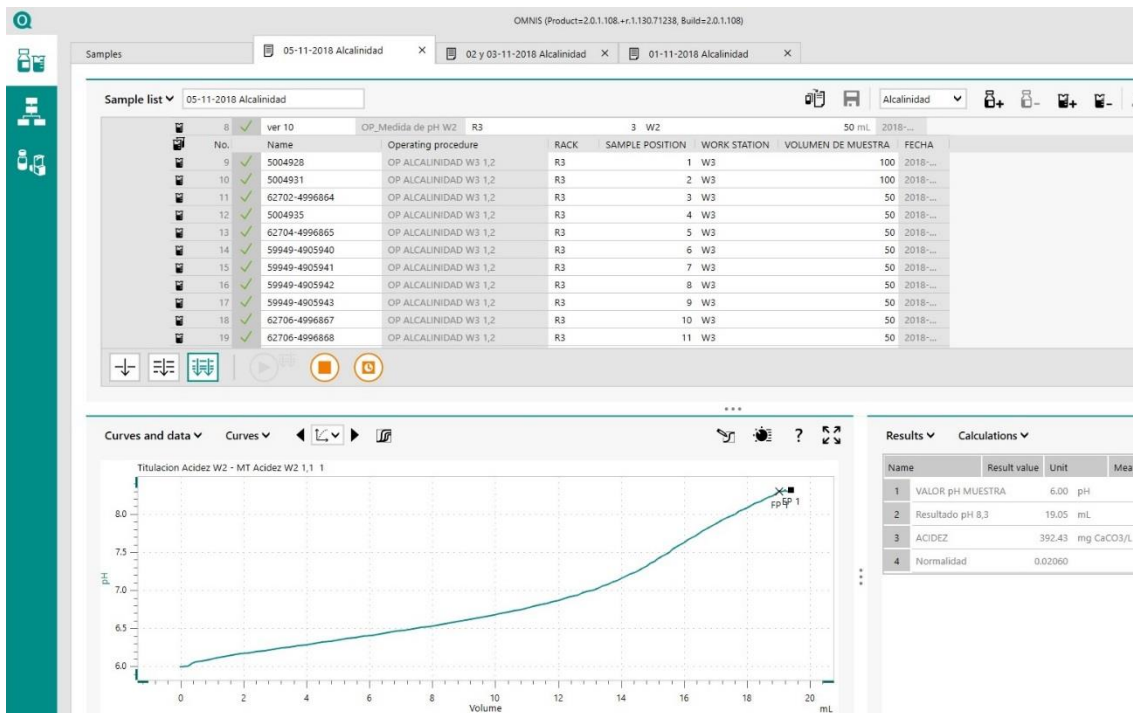 OMNIS (Product=2.0.1.108.+r.1.130.71238, Build=2.0.1.108)
Samples 05-11-2018 Alcalinidad 02 y 03-11-2018 Alcalinidad 01-11-2018 Alcalinidad
Sample list 05-11-2018 Alcalinidad Alcalinidad
8 ver 10 OP_Medida de pH W2 R3 3 W2 50 mL 2018-...
No. Name Operating procedure RACK SAMPLE POSITION WORK STATION VOLUMEN DE MUESTRA FECHA
9 5004928 OP ALCALINIDAD W3 1,2 R3 1 W3 100 2018-...
10 5004931 OP ALCALINIDAD W3 1,2 R3 2 W3 100 2018-...
11 62702-4996864 OP ALCALINIDAD W3 1,2 R3 3 W3 50 2018-...
12 5004935 OP ALCALINIDAD W3 1,2 R3 4 W3 50 2018-...
13 62704-4996865 OP ALCALINIDAD W3 1,2 R3 5 W3 50 2018-...
14 59949-4905940 OP ALCALINIDAD W3 1,2 R3 6 W3 50 2018-...
15 59949-4905941 OP ALCALINIDAD W3 1,2 R3 7 W3 50 2018-...
16 59949-4905942 OP ALCALINIDAD W3 1,2 R3 8 W3 50 2018-...
17 59949-4905943 OP ALCALINIDAD W3 1,2 R3 9 W3 50 2018-...
18 62706-4996867 OP ALCALINIDAD W3 1,2 R3 10 W3 50 2018-...
19 62706-4996868 OP ALCALINIDAD W3 1,2 R3 11 W3 50 2018-...
Curves and data Curves ?
Titulacion Acidez W2 - MT Acidez W2 1,1 1
EP 1
8.0
7.5
pH
7.0
6.5
6.0
0 2 4 6 8 10 12 14 16 18 20
Volume mL
Results Calculations
Name Result value Unit Mea
1 VALOR pH MUESTRA 6.00 pH
2 Resultado pH 8,3 19.05 mL
3 ACIDEZ 392.43 mg CaCO3/L
4 Normalidad 0.02060